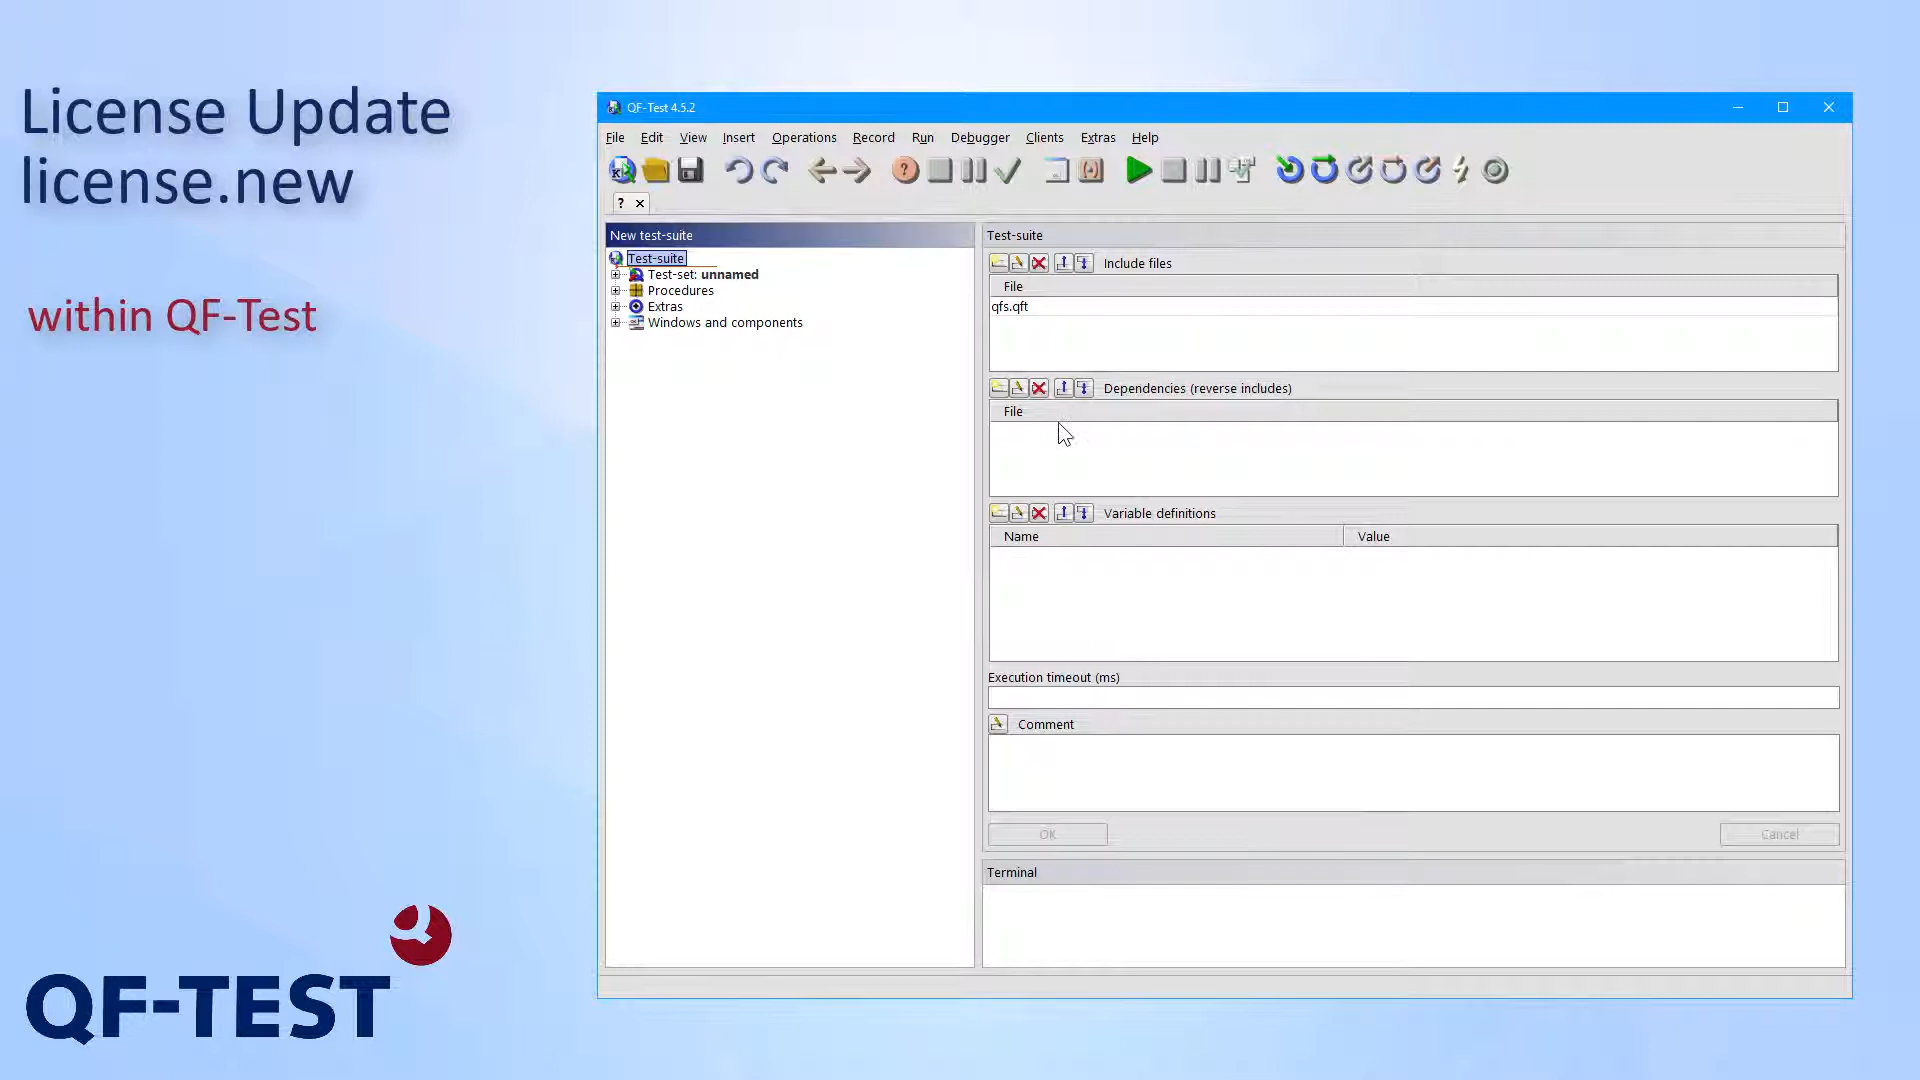 License Update
license.new
within QF-Test
QF-TEST
QF-Test 4.5.2
File Edit View Insert Operations Record Run Debugger Clients Extras Help
?
New test-suite
Test-suite
Test-set: unnamed
Procedures
Extras
Windows and components
Test-suite
Include files
File
qfs.qft
Dependencies (reverse includes)
File
Variable definitions
Name Value
Execution timeout (ms)
Comment
OK Cancel
Terminal